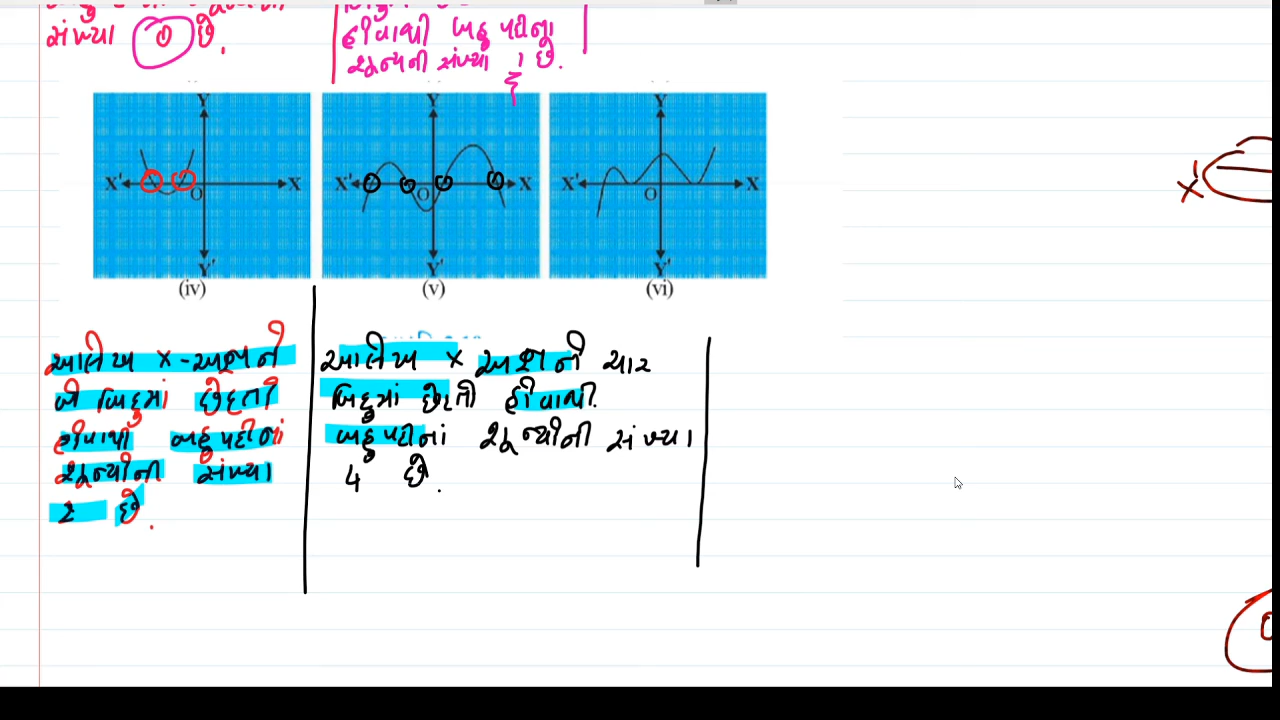 સંખ્યા 0 છે.
હોવાથી બહુપદીના
શૂન્યની સંખ્યા
છે.
Y Y Y
X' O X X' O X X' O X
Y' Y' Y'
(iv) (v) (vi)
આલેખ x-અક્ષને
બે બિંદુમાં છેદતી
હોવાથી બહુપદીનાં
શૂન્યોની સંખ્યા
2 છે.
આલેખ x અક્ષને ચાર
બિંદુમાં છેદતી હોવાથી.
બહુપદીનાં શૂન્યોની સંખ્યા
4 છે.
X'
0